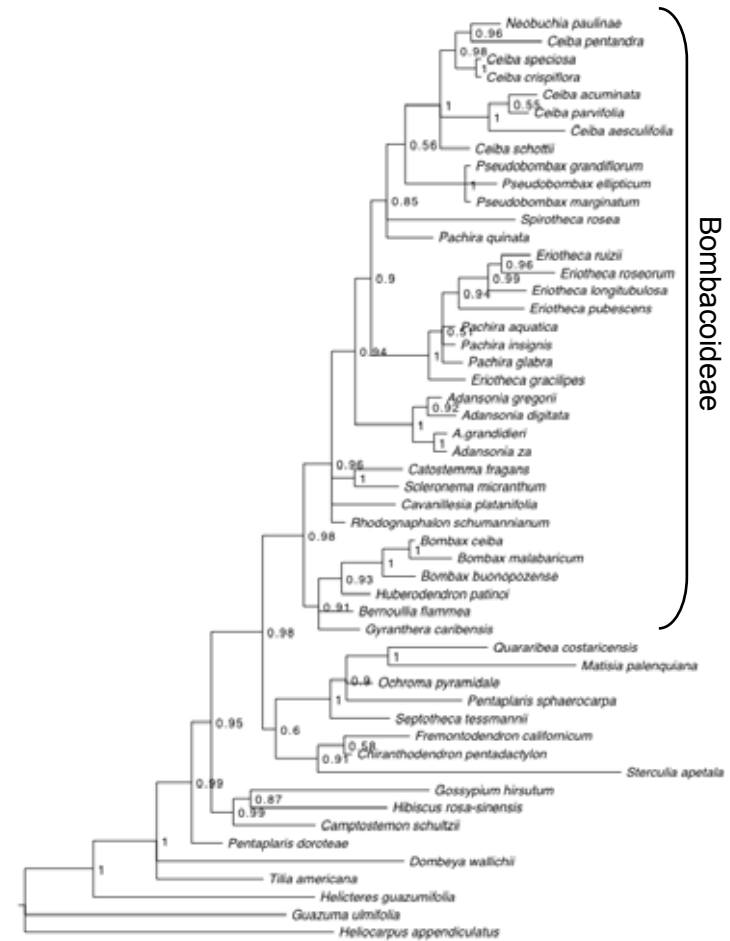 Neobuchia paulinae
0.96
Ceiba pentandra
0.98
Ceiba speciosa
1
Ceiba crispiflora
Ceiba acuminata
1
0.55
Ceiba parvifolia
1
Ceiba aesculifolia
0.56
Ceiba schottii
Pseudobombax grandiflorum
1
Pseudobombax ellipticum
0.85
Pseudobombax marginatum
Spirotheca rosea
Pachira quinata
Eriotheca ruizii
0.96
Eriotheca roseorum
0.9
0.99
Eriotheca longitubulosa
0.94
Eriotheca pubescens
Pachira aquatica
0.51
Pachira insignis
0.94
1
Pachira glabra
Eriotheca gracilipes
Adansonia gregorii
0.92
Adansonia digitata
1
A.grandidieri
1
Adansonia za
0.96
Catostemma fragans
1
Scleronema micranthum
Cavanillesia platanifolia
Rhodognaphalon schumannianum
0.98
Bombax ceiba
1
Bombax malabaricum
1
Bombax buonopozense
0.93
Huberodendron patinoi
0.91
Bernoullia flammea
Gyranthera caribensis
0.98
Quararibea costaricensis
1
Matisia palenquiana
0.9
Ochroma pyramidale
1
Pentaplaris sphaerocarpa
Septotheca tessmannii
0.95
0.6
Fremontodendron californicum
0.58
Chiranthodendron pentadactylon
0.91
Sterculia apetala
0.99
Gossypium hirsutum
0.87
Hibiscus rosa-sinensis
0.99
Camptostemon schultzii
1
Pentaplaris doroteae
Dombeya wallichii
1
Tilia americana
Helicteres guazumifolia
Guazuma ulmifolia
Heliocarpus appendiculatus
Bombacoideae